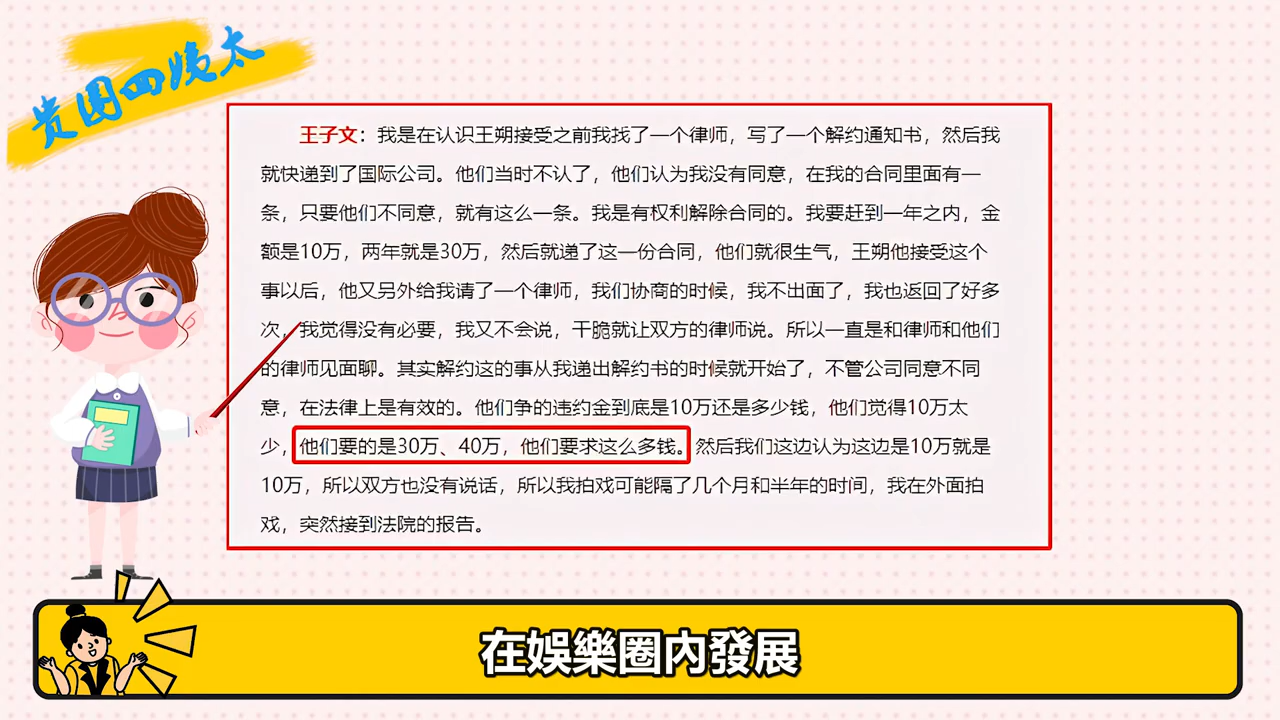 贵圈四姨太
王子文：我是在认识王朔接受之前我找了一个律师，写了一个解约通知书，然后我
就快递到了国际公司。他们当时不认了，他们认为我没有同意，在我的合同里面有一
条，只要他们不同意，就有这么一条。我是有权利解除合同的。我要赶到一年之内，金
额是10万，两年就是30万，然后就递了这一份合同，他们就很生气，王朔他接受这个
事以后，他又另外给我请了一个律师，我们协商的时候，我不出面了，我也返回了好多
次，我觉得没有必要，我又不会说，干脆就让双方的律师说。所以一直是和律师和他们
的律师见面聊。其实解约这的事从我递出解约书的时候就开始了，不管公司同意不同
意，在法律上是有效的。他们争的违约金到底是10万还是多少钱，他们觉得10万太
少，他们要的是30万、40万，他们要求这么多钱。然后我们这边认为这边是10万就是
10万，所以双方也没有说话，所以我拍戏可能隔了几个月和半年的时间，我在外面拍
戏，突然接到法院的报告。
在娛樂圈內發展